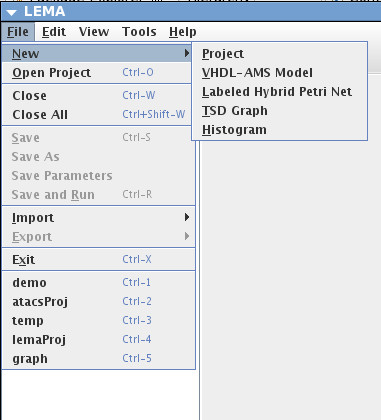 LEMA
File Edit View Tools Help
New
Open Project Ctrl-O
Close Ctrl-W
Close All Ctrl+Shift-W
Save Ctrl-S
Save As
Save Parameters
Save and Run Ctrl-R
Import
Export
Exit Ctrl-X
demo Ctrl-1
atacsProj Ctrl-2
temp Ctrl-3
lemaProj Ctrl-4
graph Ctrl-5
Project
VHDL-AMS Model
Labeled Hybrid Petri Net
TSD Graph
Histogram